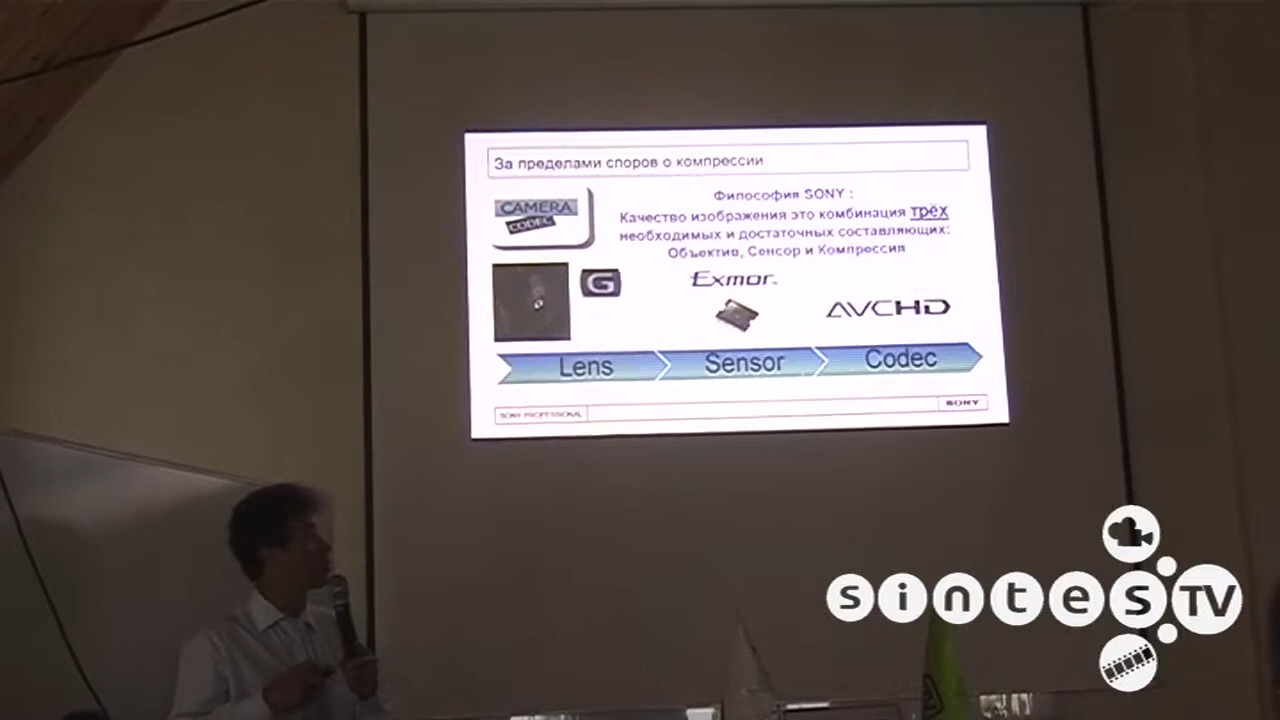 За пределами споров о компрессии
CAMERA
CODEC
Философия SONY :
Качество изображения это комбинация трёх
необходимых и достаточных составляющих:
Объектив, Сенсор и Компрессия
G
Exmor
AVCHD
Lens
Sensor
Codec
SONY PROFESSIONAL
SONY
sintes TV